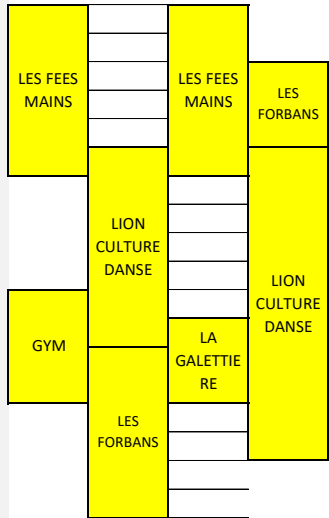 LES FEES
MAINS
LES FEES
MAINS
LES
FORBANS
LION
CULTURE
DANSE
LION
CULTURE
DANSE
GYM
LA
GALETTIE
RE
LES
FORBANS